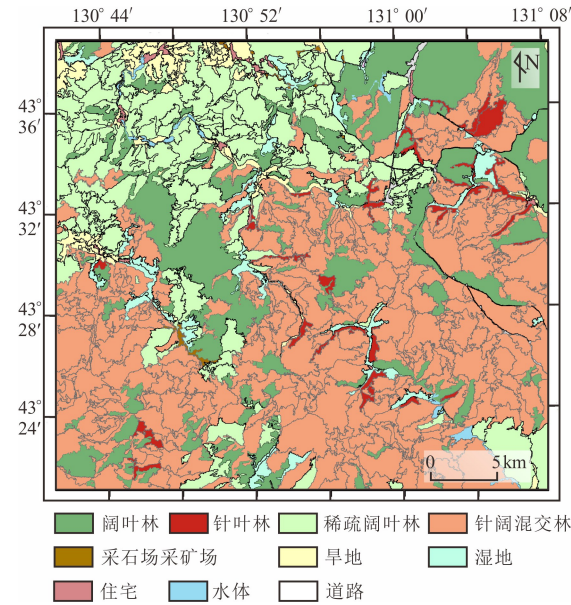 130°44′ 130°52′ 131°00′ 131°08′
N
43°
36′
43°
32′
43°
28′
43°
24′
0 5 km
阔叶林 针叶林 稀疏阔叶林 针阔混交林
采石场采矿场 旱地 湿地
住宅 水体 道路